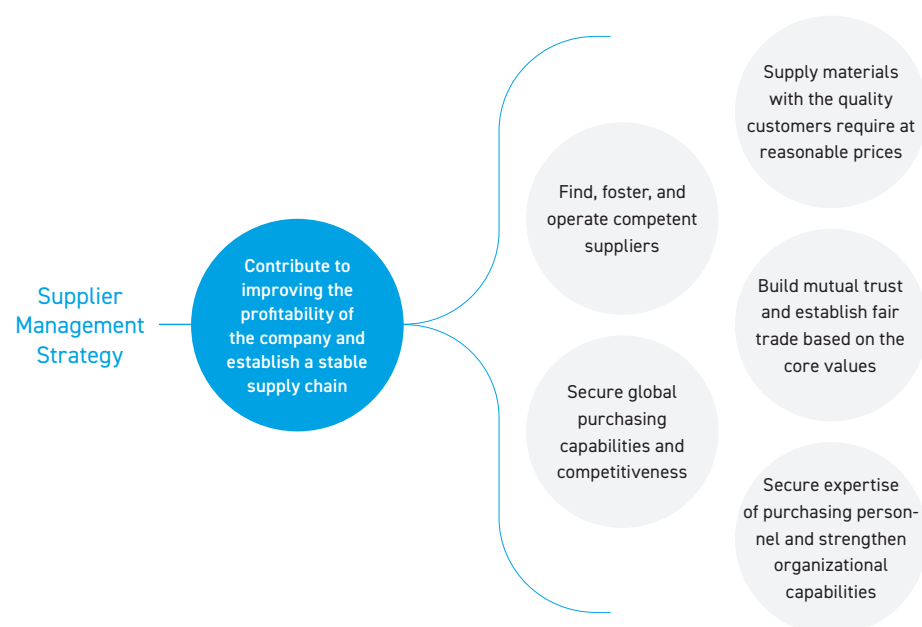 Supplier
Management
Strategy
Contribute to
improving the
profitability of
the company and
establish a stable
supply chain
Find, foster, and
operate competent
suppliers
Secure global
purchasing
capabilities and
competitiveness
Supply materials
with the quality
customers require at
reasonable prices
Build mutual trust
and establish fair
trade based on the
core values
Secure expertise
of purchasing person-
nel and strengthen
organizational
capabilities